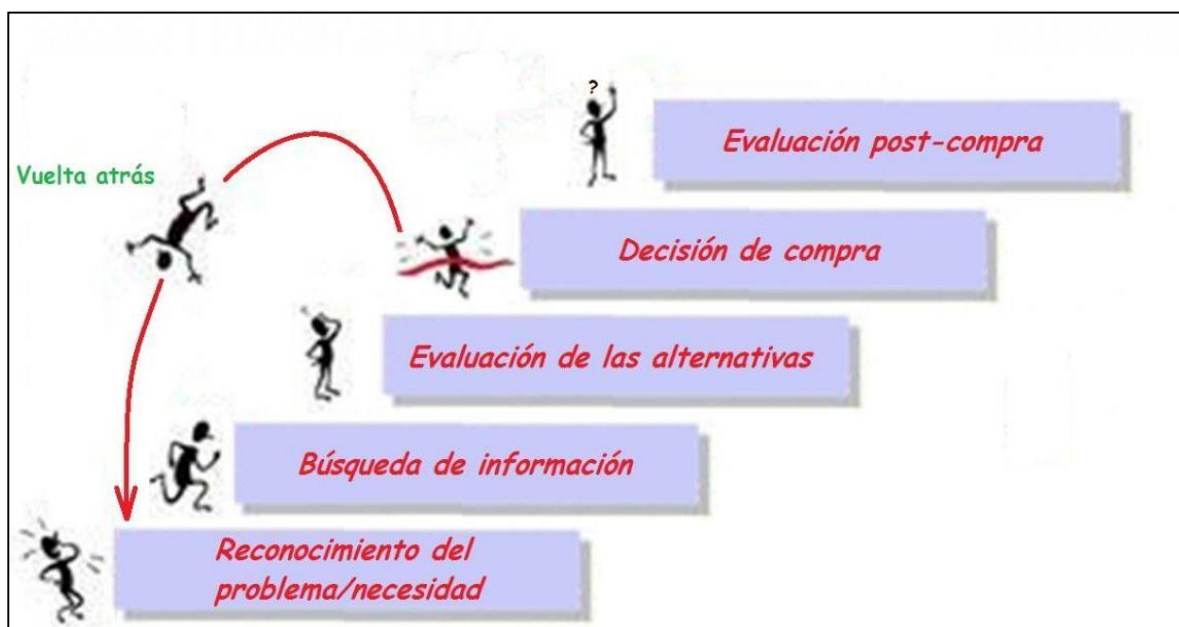 ?
Evaluación post-compra
Vuelta atrás
Decisión de compra
Evaluación de las alternativas
Búsqueda de información
Reconocimiento del
problema/necesidad